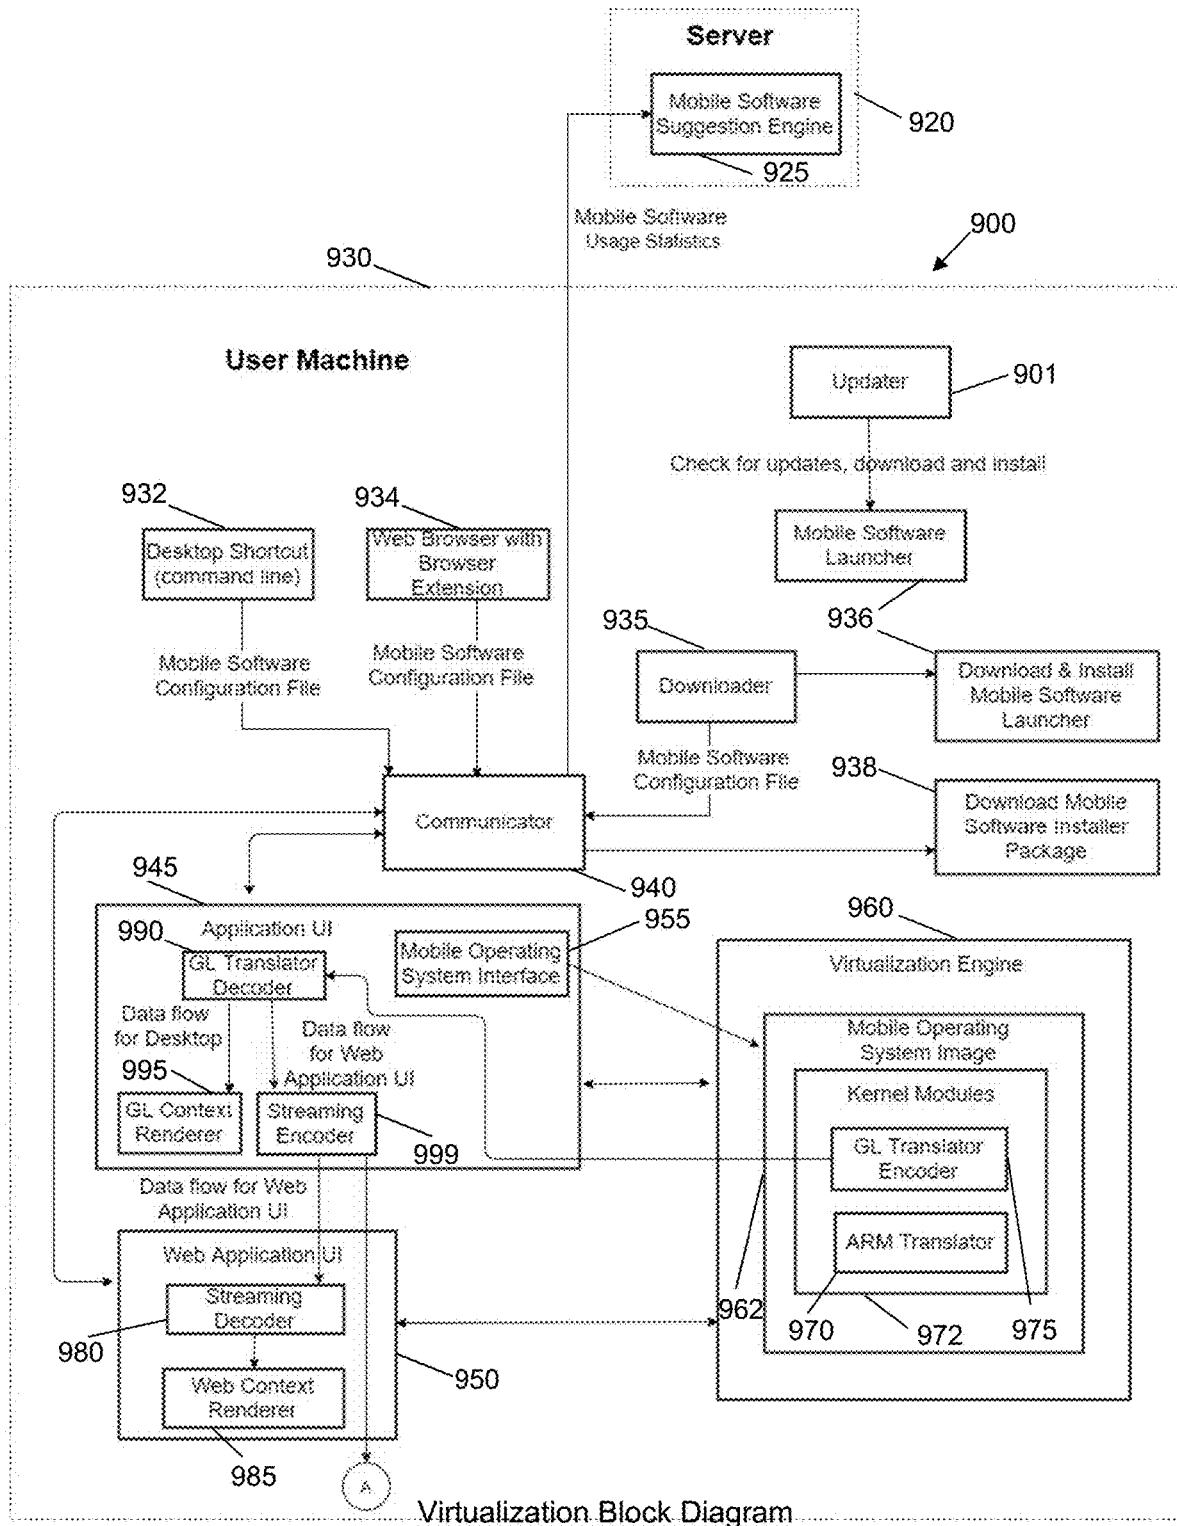 Server
Mobile Software
Suggestion Engine
920
925
Mobile Software
Usage Statistics
900
930
User Machine
Updater
901
Check for updates, download and install
932
934
Desktop Shortcut
(command line)
Web Browser with
Browser
Extension
Mobile Software
Launcher
935
936
Mobile Software
Configuration File
Mobile Software
Configuration File
Downloader
Download & Install
Mobile Software
Launcher
Mobile Software
Configuration File
938
Communicator
Download Mobile
Software Installer
Package
945
940
990
Application UI
955
960
GL Translator
Decoder
Mobile Operating
System Interface
Virtualization Engine
Data flow
for Desktop
Data flow
for Web
Application UI
Mobile Operating
System Image
995
Kernel Modules
GL Context
Renderer
Streaming
Encoder
999
GL Translator
Encoder
Data flow for Web
Application UI
ARM Translator
Web Application UI
Streaming
Decoder
962
970
972
975
980
950
Web Context
Renderer
985
A
Virtualization Block Diagram